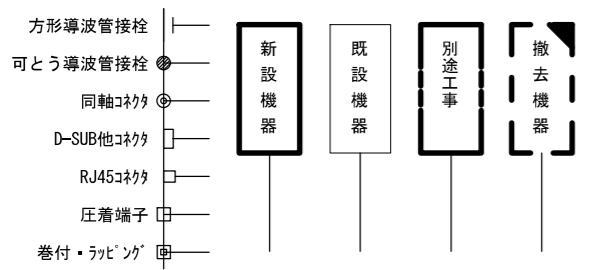 方形導波管接栓
可とう導波管接栓
同軸コネクタ
D-SUB他コネクタ
RJ45コネクタ
圧着端子
巻付・ラッピング
新設機器
既設機器
別途工事
撤去機器